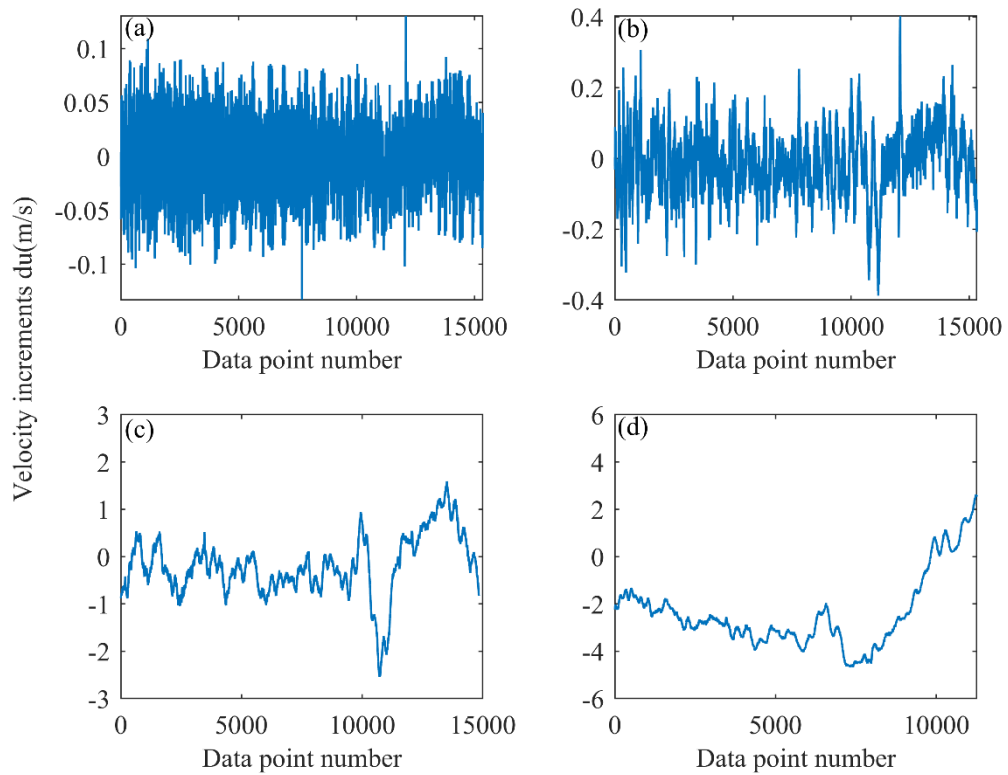 Velocity increments du(m/s)
(a)
0.1
0.05
0
-0.05
-0.1
0 5000 10000 15000
Data point number
(b)
0.4
0.2
0
-0.2
-0.4
0 5000 10000 15000
Data point number
(c)
3
2
1
0
-1
-2
-3
0 5000 10000 15000
Data point number
(d)
6
4
2
0
-2
-4
-6
0 5000 10000
Data point number